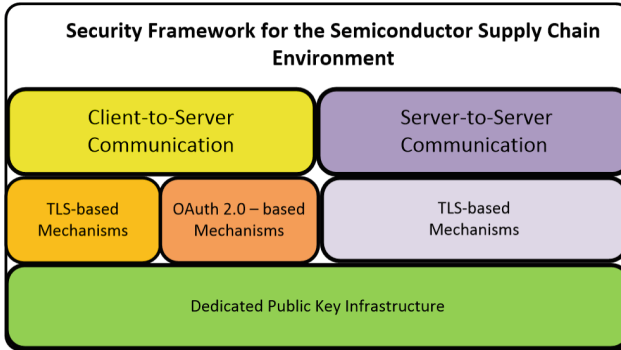 Security Framework for the Semiconductor Supply Chain
Environment
Client-to-Server
Communication
Server-to-Server
Communication
TLS-based
Mechanisms
OAuth 2.0 – based
Mechanisms
TLS-based
Mechanisms
Dedicated Public Key Infrastructure